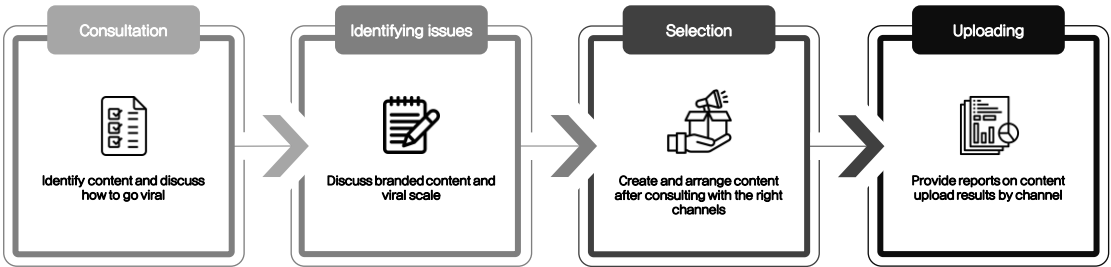 Consultation
Identify content and discuss
how to go viral
Identifying issues
Discuss branded content and
viral scale
Selection
Create and arrange content
after consulting with the right
channels
Uploading
Provide reports on content
upload results by channel